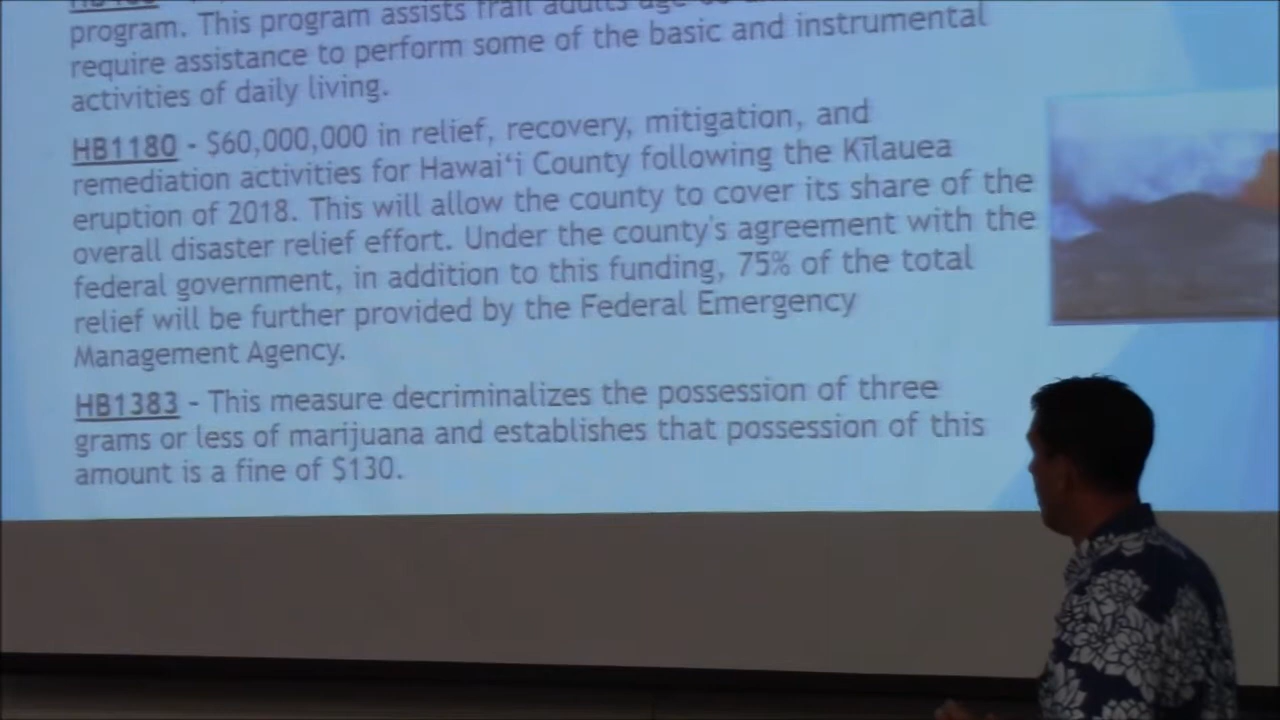 program. This program assists frail adults age
require assistance to perform some of the basic and instrumental
activities of daily living.
HB1180 - $60,000,000 in relief, recovery, mitigation, and
remediation activities for Hawaiʻi County following the Kīlauea
eruption of 2018. This will allow the county to cover its share of the
overall disaster relief effort. Under the county's agreement with the
federal government, in addition to this funding, 75% of the total
relief will be further provided by the Federal Emergency
Management Agency.
HB1383 - This measure decriminalizes the possession of three
grams or less of marijuana and establishes that possession of this
amount is a fine of $130.